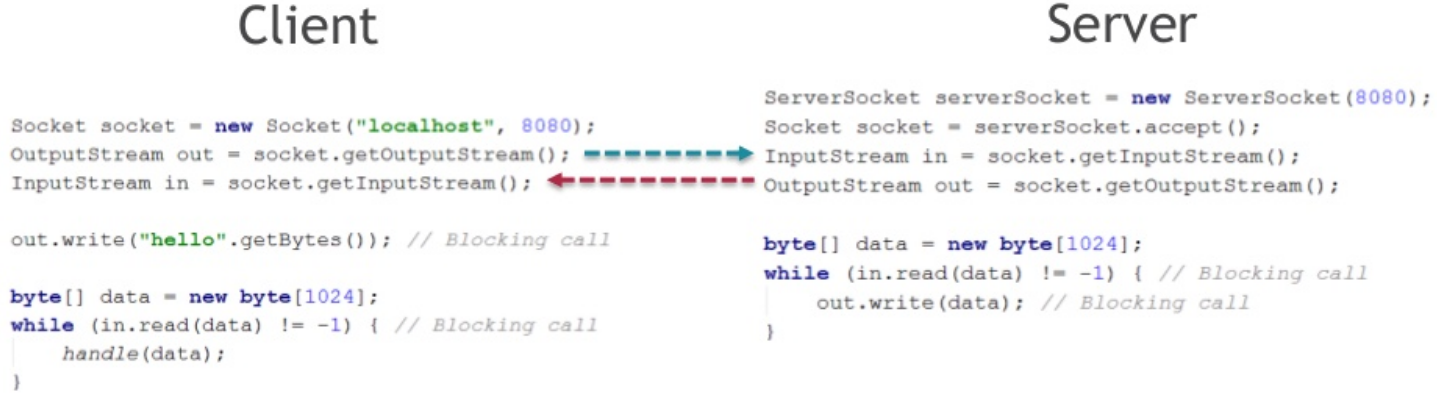 Client
Socket socket = new Socket("localhost", 8080);
OutputStream out = socket.getOutputStream();
InputStream in = socket.getInputStream();
out.write("hello".getBytes()); // Blocking call
byte[] data = new byte[1024];
while (in.read(data) != -1) { // Blocking call
    handle(data);
}
Server
ServerSocket serverSocket = new ServerSocket(8080);
Socket socket = serverSocket.accept();
InputStream in = socket.getInputStream();
OutputStream out = socket.getOutputStream();
byte[] data = new byte[1024];
while (in.read(data) != -1) { // Blocking call
    out.write(data); // Blocking call
}